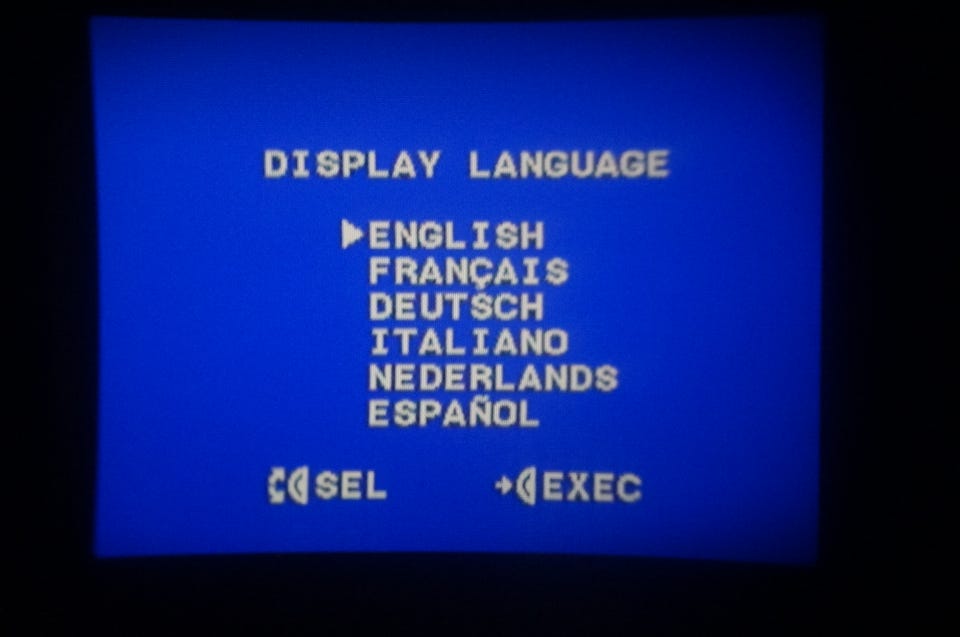 DISPLAY LANGUAGE
ENGLISH
FRANÇAIS
DEUTSCH
ITALIANO
NEDERLANDS
ESPAÑOL
SEL EXEC